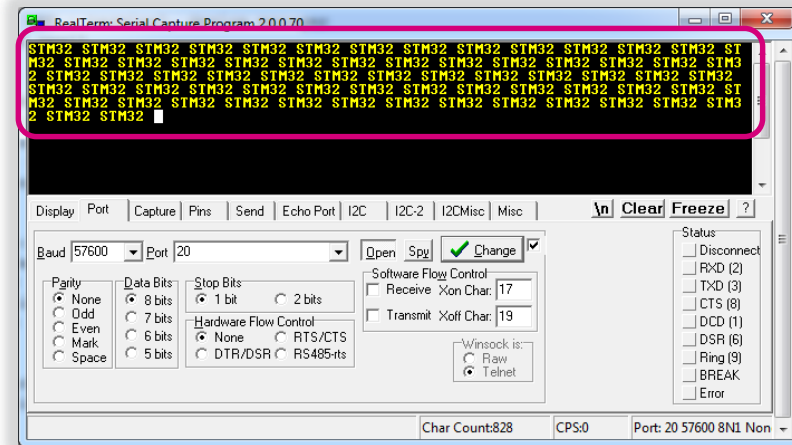 RealTerm: Serial Capture Program 2.0.0.70
STM32 STM32 STM32 STM32 STM32 STM32 STM32 STM32 STM32 STM32 STM32 STM32 STM32 ST
M32 STM32 STM32 STM32 STM32 STM32 STM32 STM32 STM32 STM32 STM32 STM32 STM32 STM3
2 STM32 STM32 STM32 STM32 STM32 STM32 STM32 STM32 STM32 STM32 STM32 STM32 STM32
STM32 STM32 STM32 STM32 STM32 STM32 STM32 STM32 STM32 STM32 STM32 STM32 STM32 ST
M32 STM32 STM32 STM32 STM32 STM32 STM32 STM32 STM32 STM32 STM32 STM32 STM32 STM3
2 STM32 STM32
Display Port Capture Pins Send Echo Port I2C I2C-2 I2CMisc Misc \n Clear Freeze ?
Baud 57600 Port 20 Open Spy Change
Parity
None
Odd
Even
Mark
Space
Data Bits
8 bits
7 bits
6 bits
5 bits
Stop Bits
1 bit 2 bits
Hardware Flow Control
None RTS/CTS
DTR/DSR RS485-rts
Software Flow Control
Receive Xon Char: 17
Transmit Xoff Char: 19
Winsock is:
Raw
Telnet
Status
Disconnect
RXD (2)
TXD (3)
CTS (8)
DCD (1)
DSR (6)
Ring (9)
BREAK
Error
Char Count:828 CPS:0 Port: 20 57600 8N1 Non